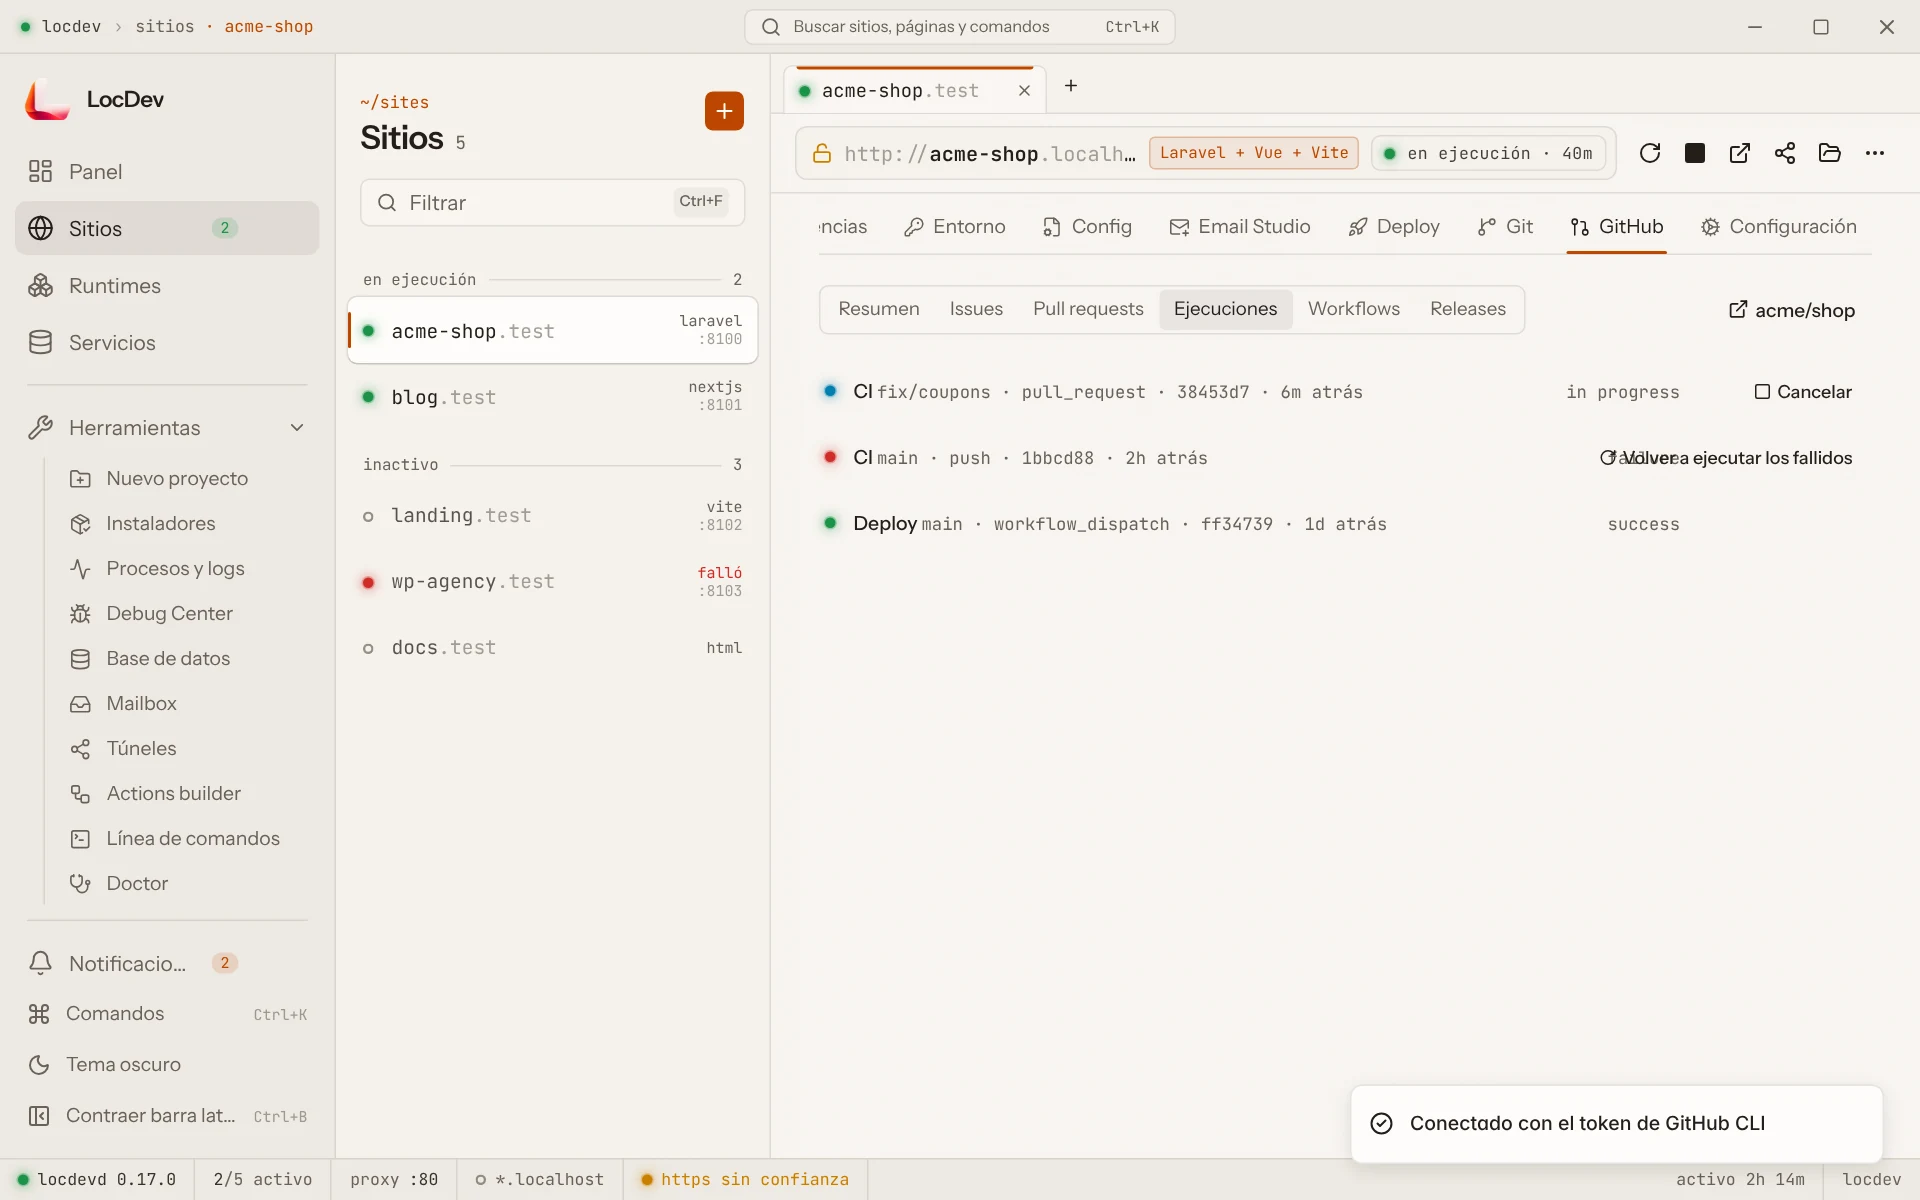 locdev › sitios · acme-shop
Buscar sitios, páginas y comandos Ctrl+K
LocDev
Panel
Sitios 2
Runtimes
Servicios
Herramientas
Nuevo proyecto
Instaladores
Procesos y logs
Debug Center
Base de datos
Mailbox
Túneles
Actions builder
Línea de comandos
Doctor
Notificacio... 2
Comandos Ctrl+K
Tema oscuro
Contraer barra lat... Ctrl+B
~/sites
Sitios 5
Filtrar Ctrl+F
en ejecución 2
acme-shop.test laravel :8100
blog.test nextjs :8101
inactivo 3
landing.test vite :8102
wp-agency.test falló :8103
docs.test html
acme-shop.test
http://acme-shop.localh... Laravel + Vue + Vite en ejecución · 40m
encias Entorno Config Email Studio Deploy Git GitHub Configuración
Resumen Issues Pull requests Ejecuciones Workflows Releases acme/shop
CI fix/coupons · pull_request · 38453d7 · 6m atrás in progress Cancelar
CI main · push · 1bbcd88 · 2h atrás Volver a ejecutar los fallidos
Deploy main · workflow_dispatch · ff34739 · 1d atrás success
Conectado con el token de GitHub CLI
locdevd 0.17.0 2/5 activo proxy :80 *.localhost https sin confianza activo 2h 14m locdev